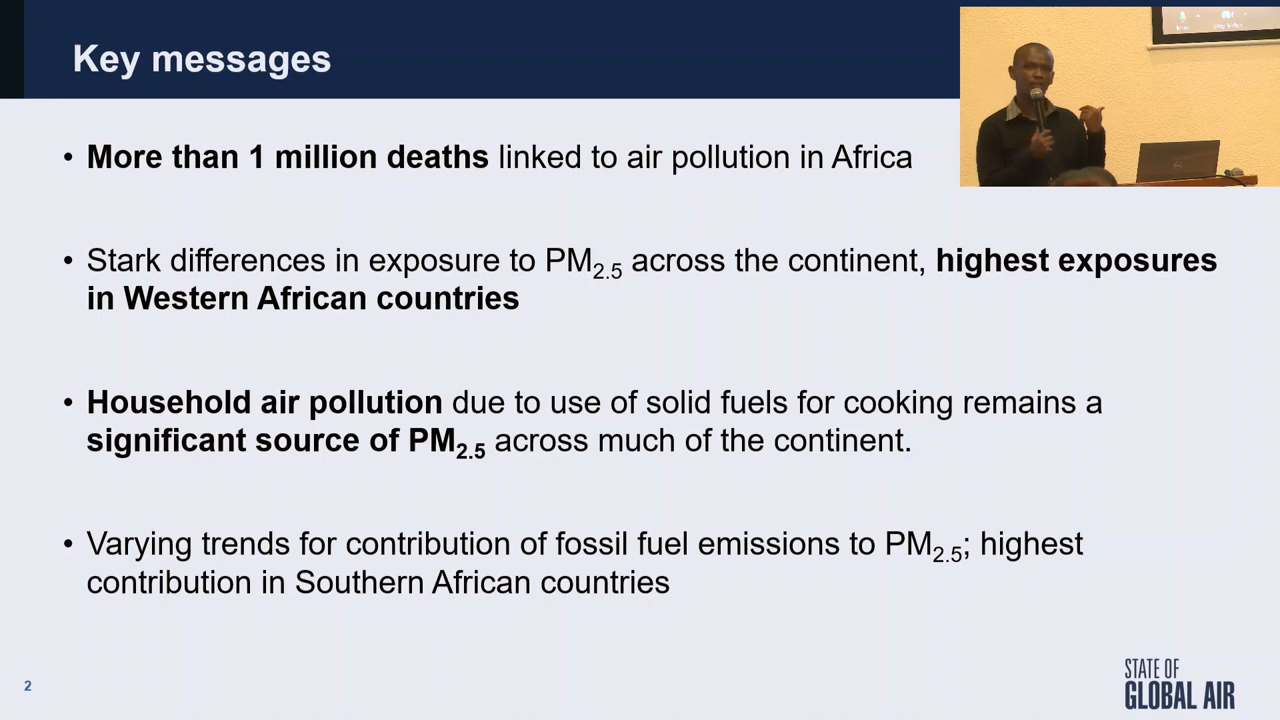 Key messages
• More than 1 million deaths linked to air pollution in Africa
• Stark differences in exposure to PM2.5 across the continent, highest exposures
in Western African countries
• Household air pollution due to use of solid fuels for cooking remains a
significant source of PM2.5 across much of the continent.
• Varying trends for contribution of fossil fuel emissions to PM2.5; highest
contribution in Southern African countries
2
STATE OF
GLOBAL AIR